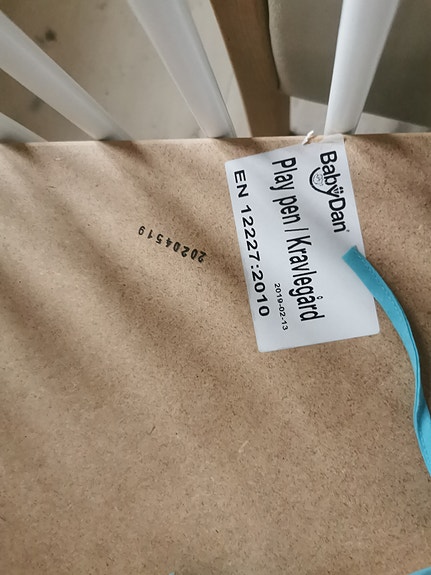 BabyDan
Play pen / Kravlegård
2019-02-13
EN 12227:2010
20204519